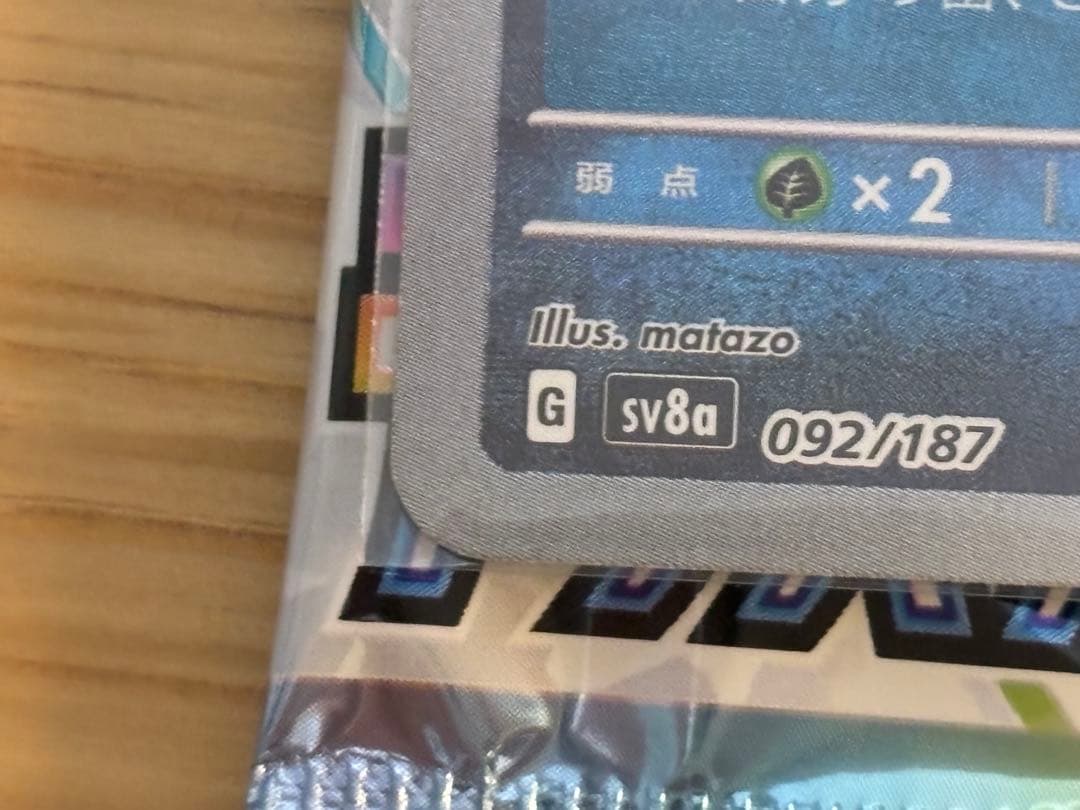 弱点 ×2
Illus. matazo
G sv8a 092/187